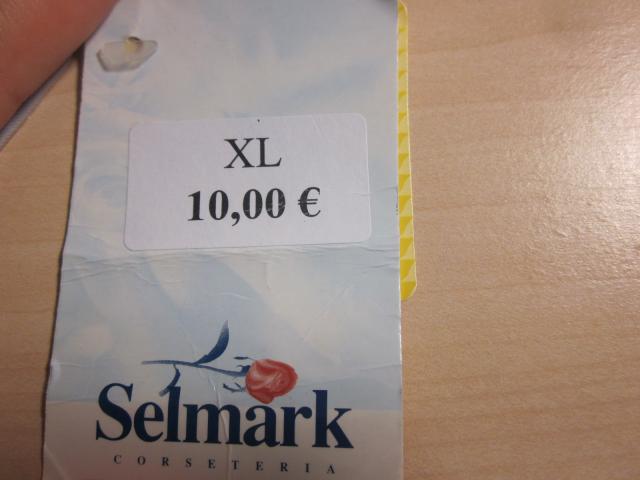 XL
10,00 €
Selmark
CORSETERIA